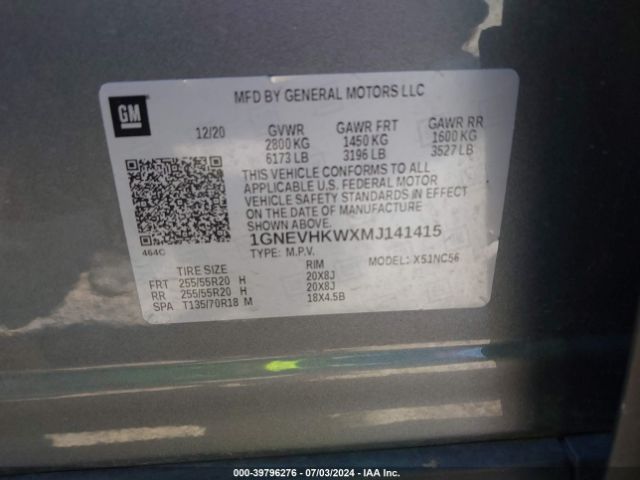 MFD BY GENERAL MOTORS LLC
GM
12/20 GVWR GAWR FRT GAWR RR
2800 KG 1450 KG 1600 KG
6173 LB 3196 LB 3527 LB
THIS VEHICLE CONFORMS TO ALL
APPLICABLE U.S. FEDERAL MOTOR
VEHICLE SAFETY STANDARDS IN EFFECT
ON THE DATE OF MANUFACTURE SHOWN ABOVE.
1GNEVHKWXMJ141415
464C
TYPE: M.P.V. MODEL: X51NC56
TIRE SIZE RIM
FRT 255/55R20 H 20X8J
RR 255/55R20 H 20X8J
SPA T135/70R18 M 18X4.5B
000-39796276 - 07/03/2024 - IAA Inc.